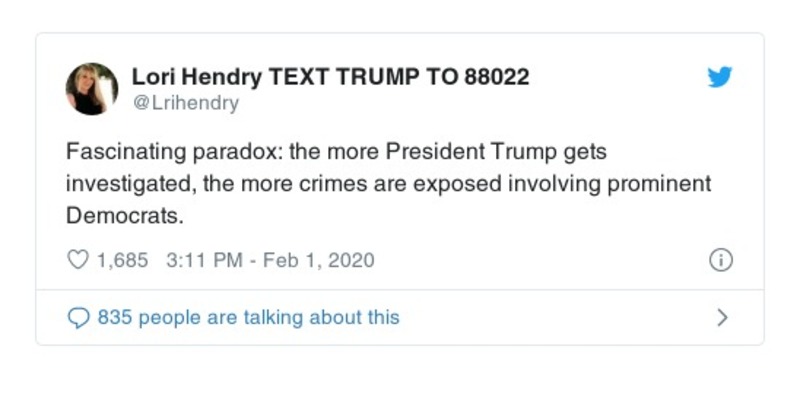 Lori Hendry TEXT TRUMP TO 88022
@Lrihendry
Fascinating paradox: the more President Trump gets
investigated, the more crimes are exposed involving prominent
Democrats.
1,685 3:11 PM - Feb 1, 2020
835 people are talking about this